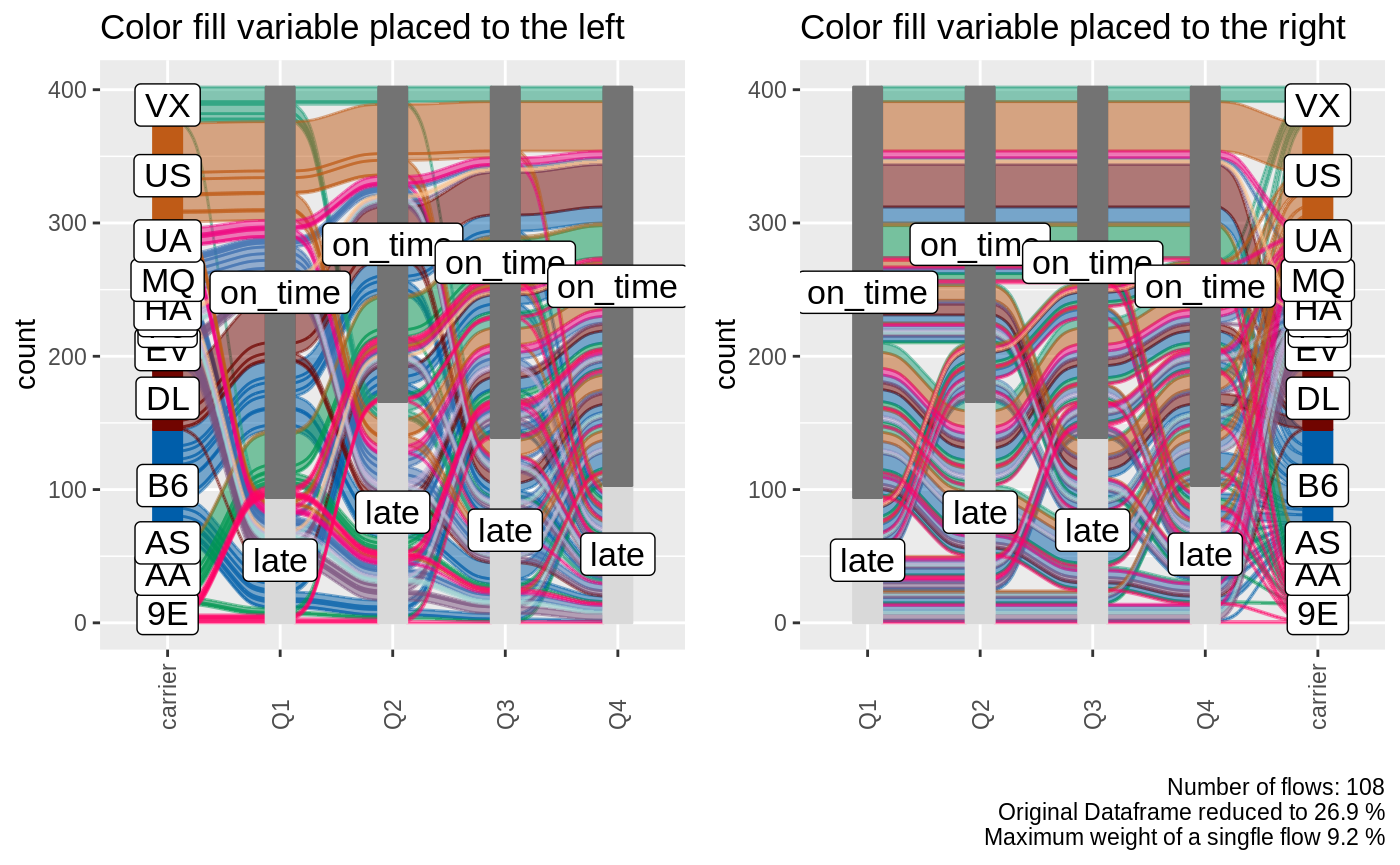 Color fill variable placed to the left
Color fill variable placed to the right
400
300
200
100
0
count
VX
US
UA
MQ
HA
EV
DL
B6
AS
AA
9E
on_time
late
on_time
late
on_time
late
on_time
late
carrier
Q1
Q2
Q3
Q4
400
300
200
100
0
count
on_time
late
on_time
late
on_time
late
on_time
late
VX
US
UA
MQ
HA
EV
DL
B6
AS
AA
9E
Q1
Q2
Q3
Q4
carrier
Number of flows: 108
Original Dataframe reduced to 26.9 %
Maximum weight of a singfle flow 9.2 %